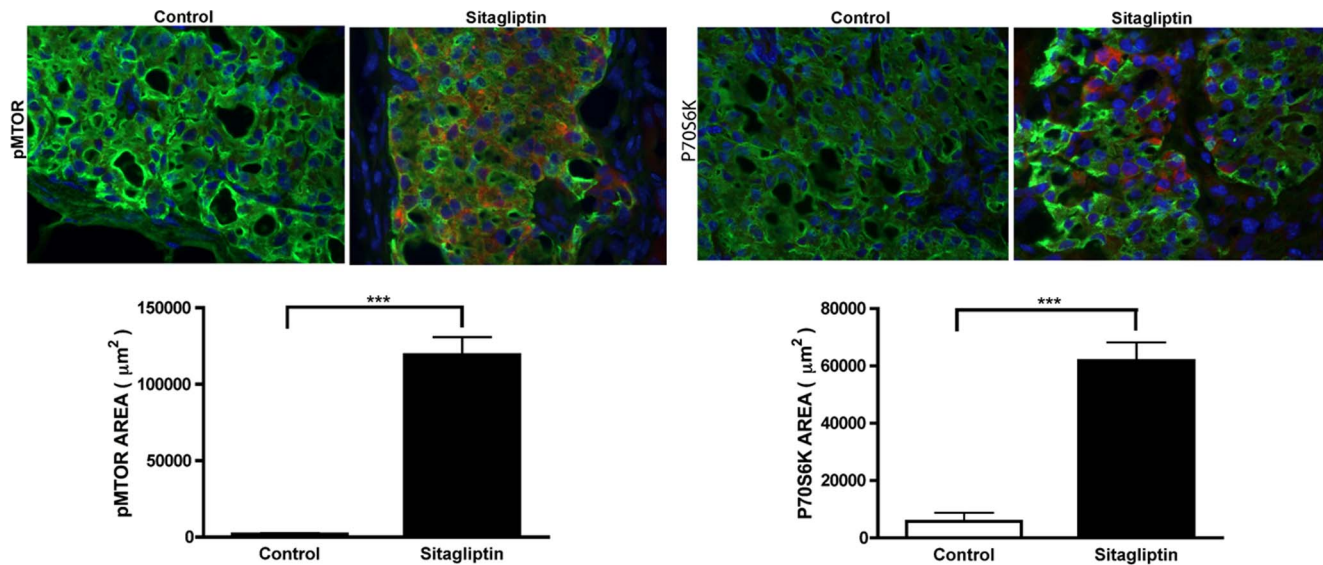 Control Sitagliptin Control Sitagliptin
pMTOR
P70S6K
***
150000
100000
50000
0
pMTOR AREA ( μm²)
Control Sitagliptin
***
80000
60000
40000
20000
0
P70S6K AREA ( μm²)
Control Sitagliptin